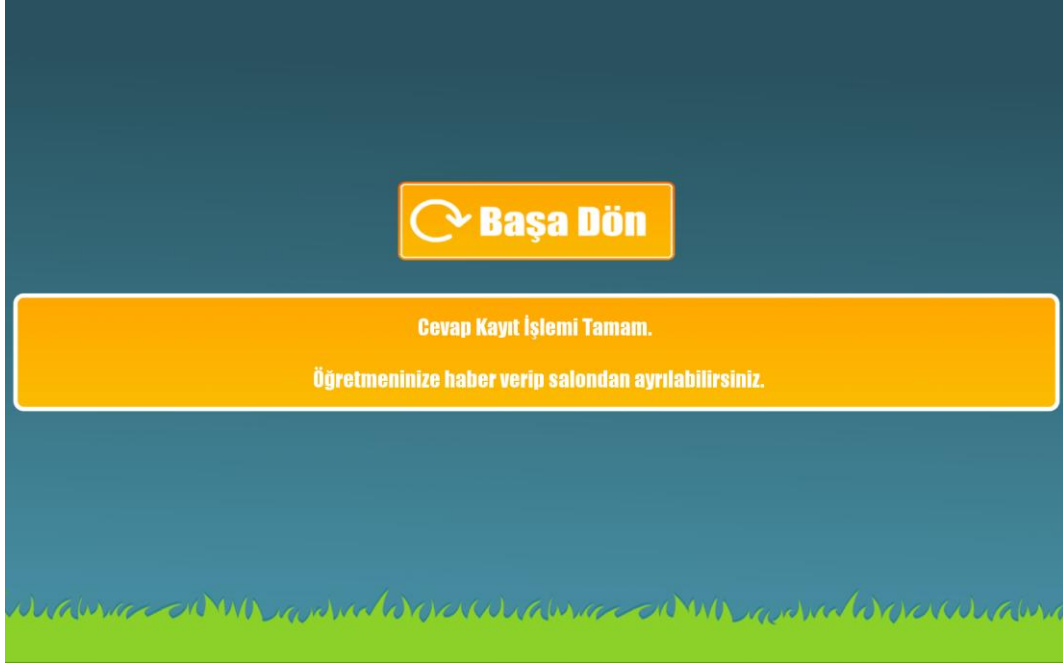 Başa Dön
Cevap Kayıt İşlemi Tamam.
Öğretmeninize haber verip salondan ayrılabilirsiniz.